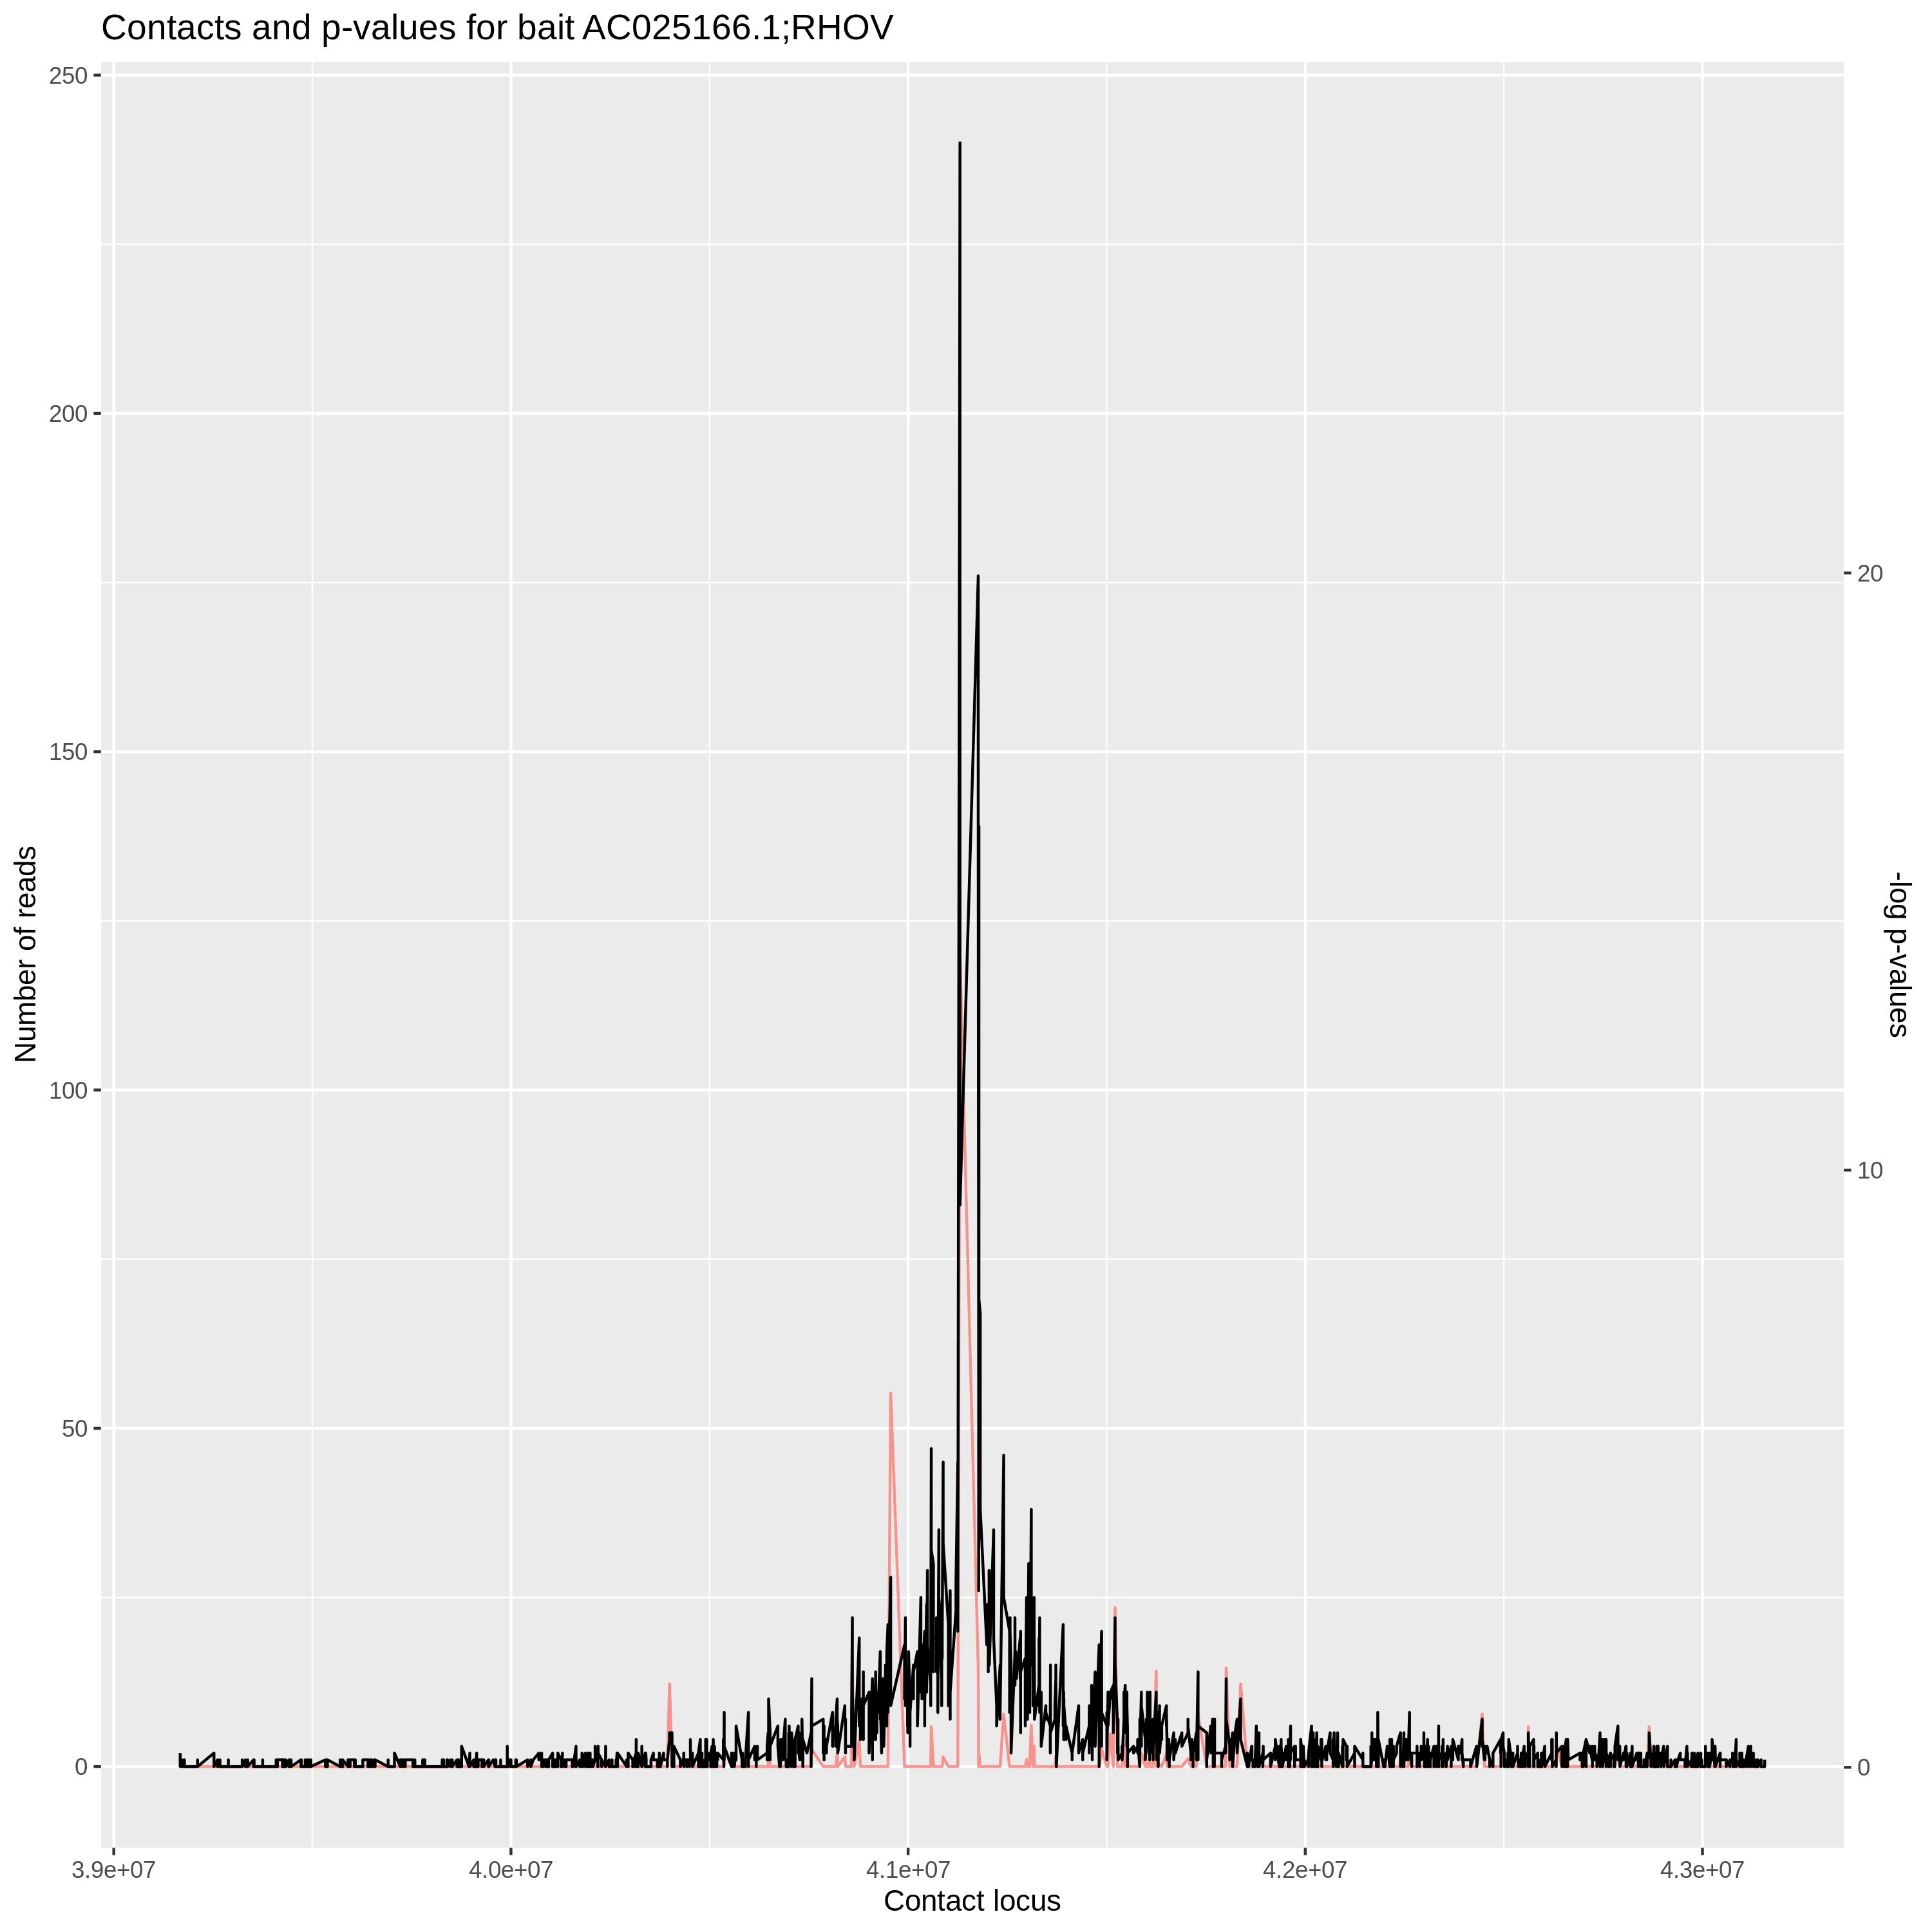 Contacts and p-values for bait AC025166.1;RHOV
250
200
150
100
50
0
Number of reads
20
10
0
-log p-values
3.9e+07 4.0e+07 4.1e+07 4.2e+07 4.3e+07
Contact locus